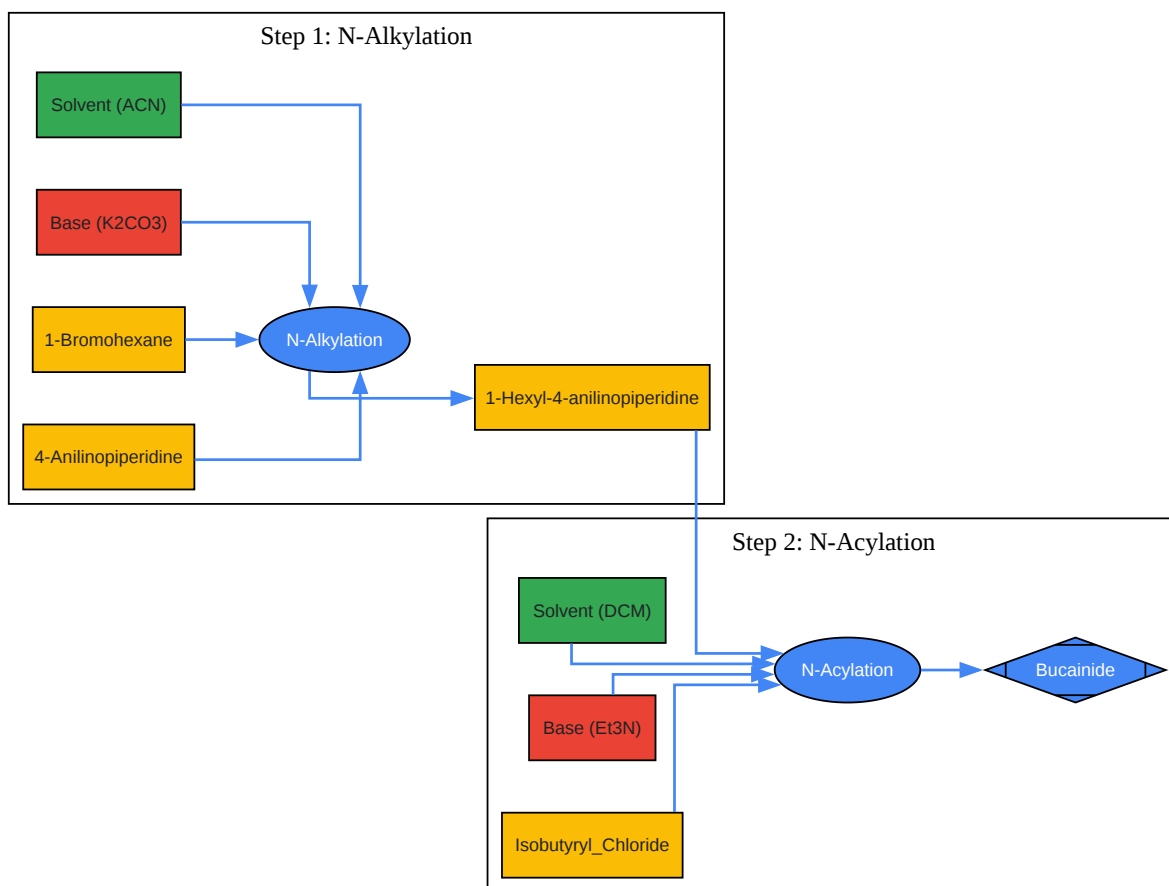 Step 1: N-Alkylation
Solvent (ACN)
Base (K2CO3)
1-Bromohexane
N-Alkylation
1-Hexyl-4-anilinopiperidine
4-Anilinopiperidine
Step 2: N-Acylation
Solvent (DCM)
N-Acylation
Bucainide
Base (Et3N)
Isobutyryl_Chloride